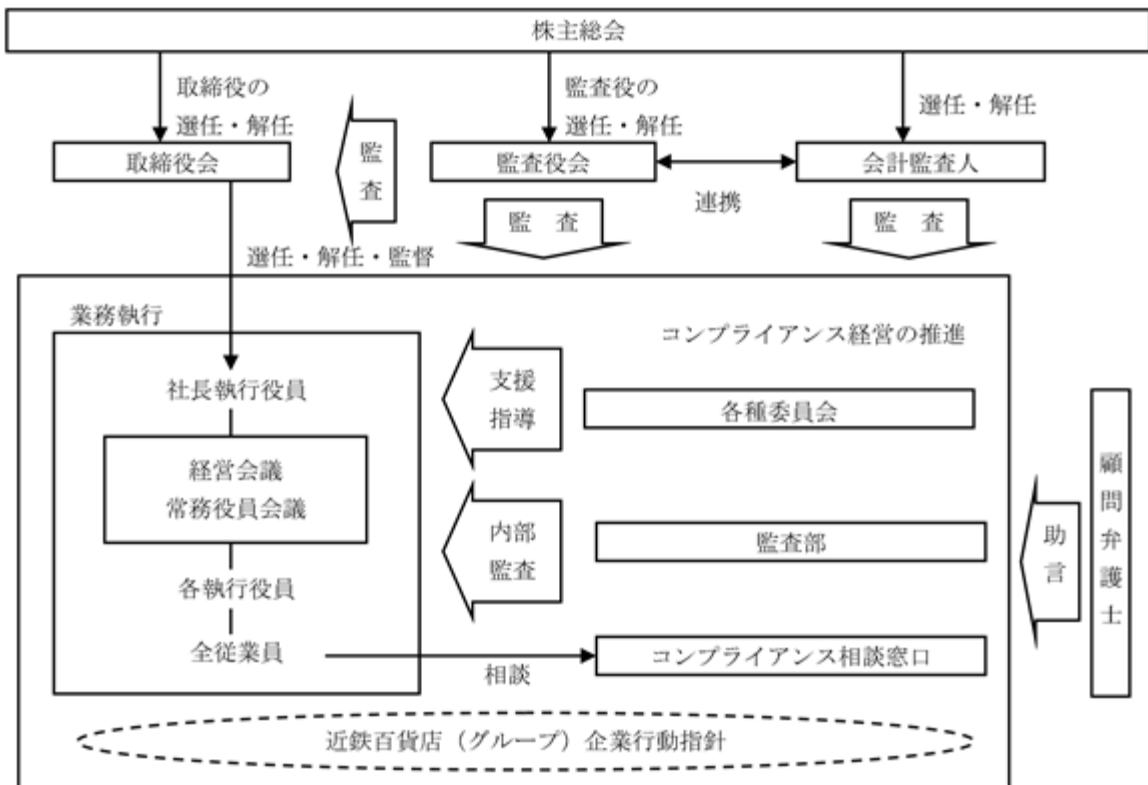 株主総会
取締役の
選任・解任
監査役の
選任・解任
選任・解任
取締役会
監査
監査役会
連携
会計監査人
監 査
監 査
選任・解任・監督
業務執行
コンプライアンス経営の推進
社長執行役員
経営会議
常務役員会議
各執行役員
全従業員
支援
指導
各種委員会
内部
監査
監査部
相談
コンプライアンス相談窓口
助言
顧問弁護士
近鉄百貨店（グループ）企業行動指針